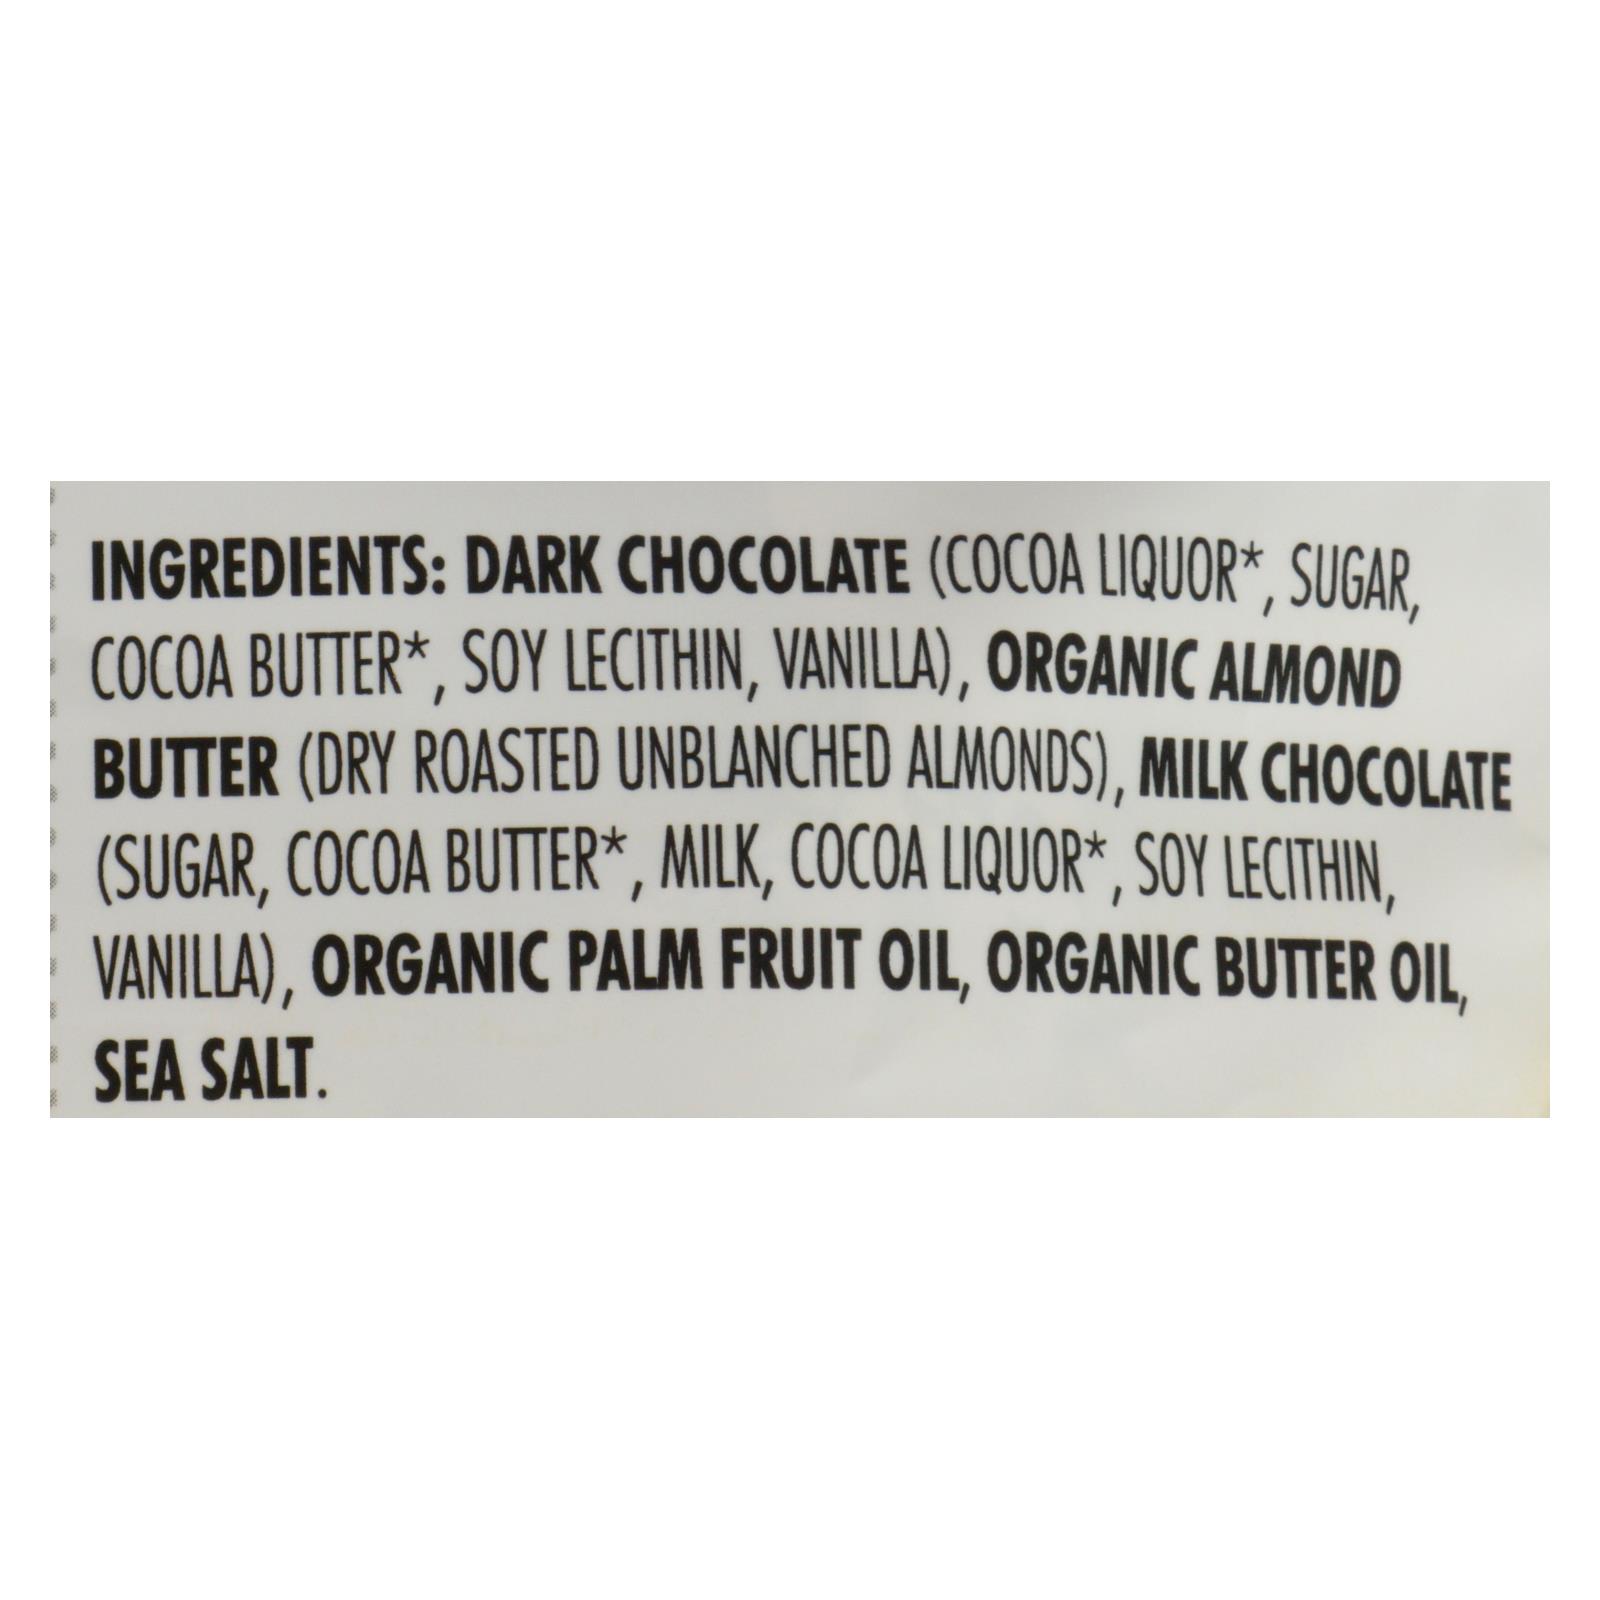 INGREDIENTS: DARK CHOCOLATE (COCOA LIQUOR*, SUGAR,
COCOA BUTTER*, SOY LECITHIN, VANILLA), ORGANIC ALMOND
BUTTER (DRY ROASTED UNBLANCHED ALMONDS), MILK CHOCOLATE
(SUGAR, COCOA BUTTER*, MILK, COCOA LIQUOR*, SOY LECITHIN,
VANILLA), ORGANIC PALM FRUIT OIL, ORGANIC BUTTER OIL,
SEA SALT.